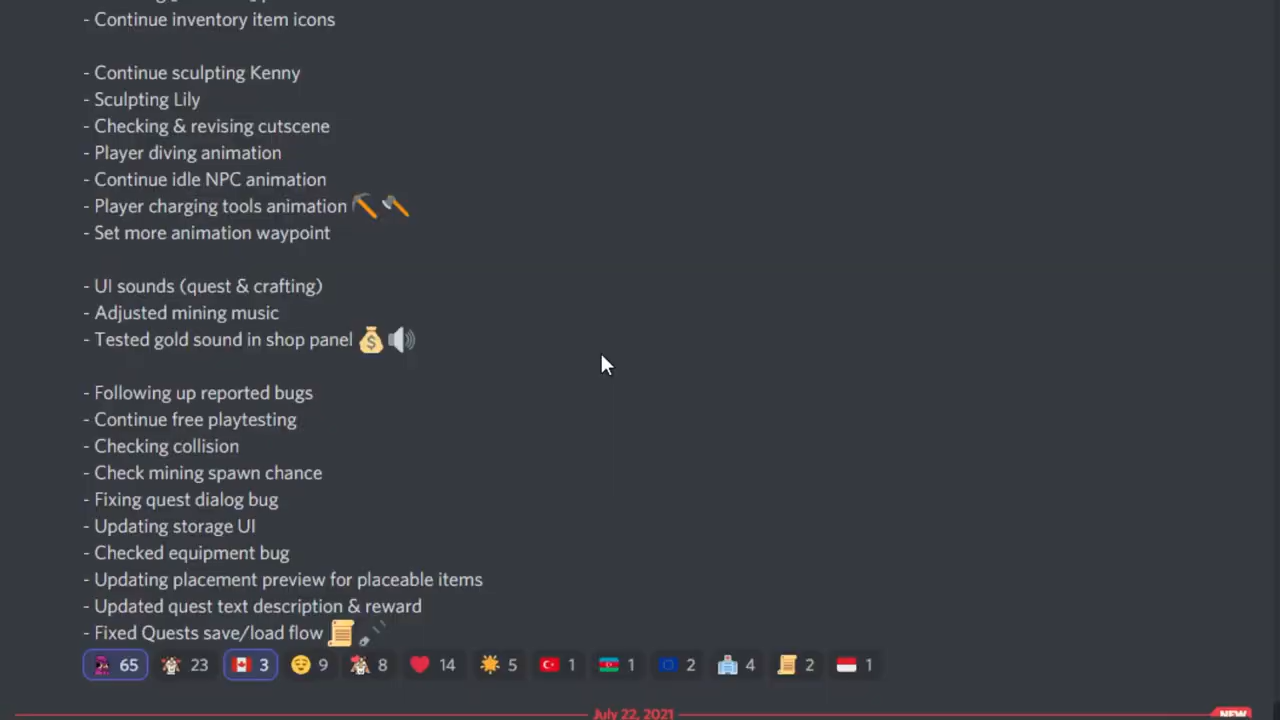 - Continue inventory item icons
- Continue sculpting Kenny
- Sculpting Lily
- Checking & revising cutscene
- Player diving animation
- Continue idle NPC animation
- Player charging tools animation
- Set more animation waypoint
- UI sounds (quest & crafting)
- Adjusted mining music
- Tested gold sound in shop panel
- Following up reported bugs
- Continue free playtesting
- Checking collision
- Check mining spawn chance
- Fixing quest dialog bug
- Updating storage UI
- Checked equipment bug
- Updating placement preview for placeable items
- Updated quest text description & reward
- Fixed Quests save/load flow
65 23 3 9 8 14 5 1 1 2 4 2 1
July 22, 2021 NEW